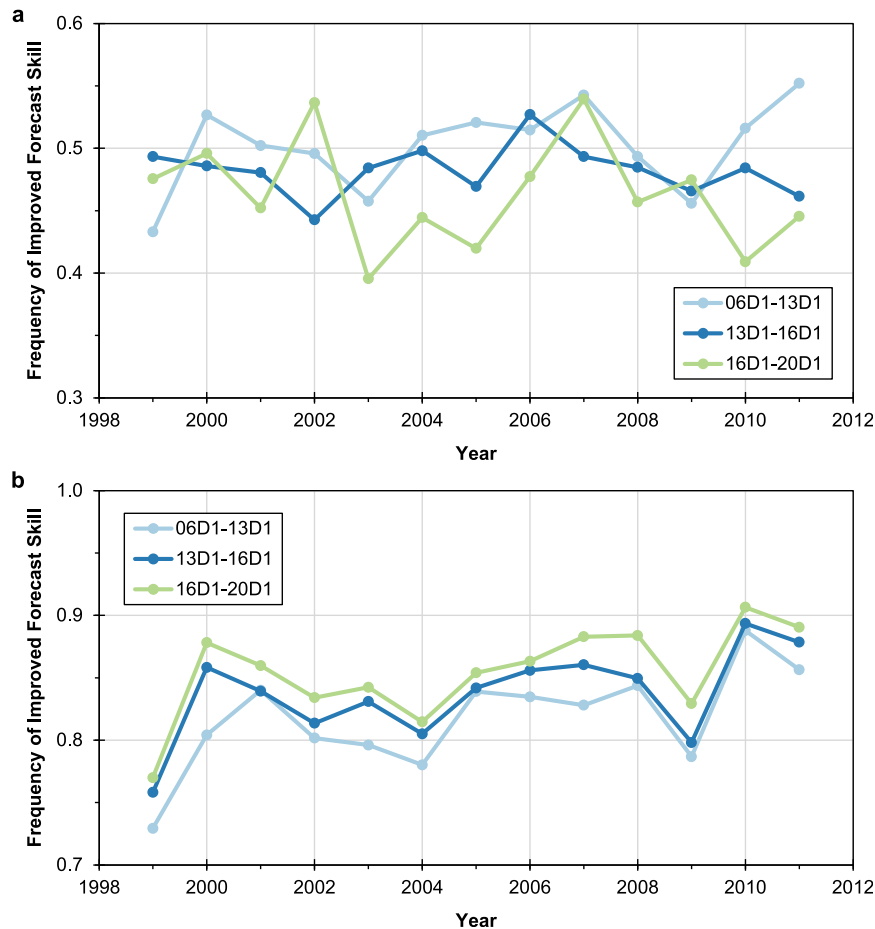 a
Frequency of Improved Forecast Skill
0.6
0.5
0.4
0.3
06D1-13D1
13D1-16D1
16D1-20D1
1998 2000 2002 2004 2006 2008 2010 2012
Year
b
Frequency of Improved Forecast Skill
1.0
0.9
0.8
0.7
06D1-13D1
13D1-16D1
16D1-20D1
1998 2000 2002 2004 2006 2008 2010 2012
Year